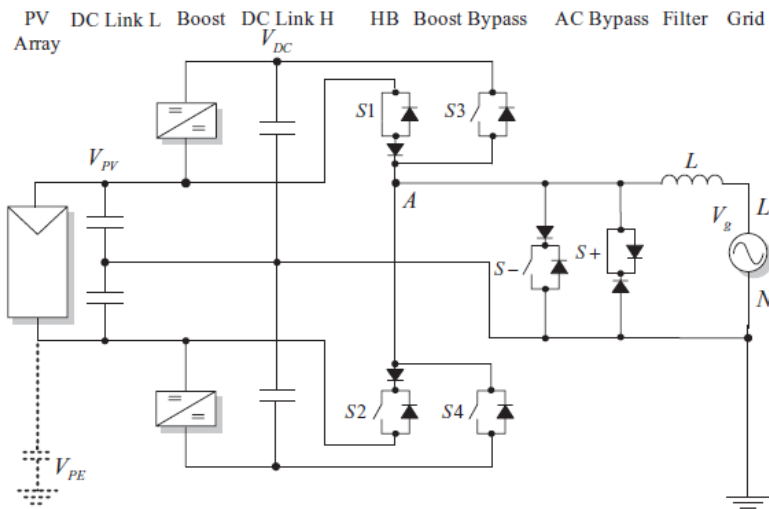 PV DC Link L Boost DC Link H HB Boost Bypass AC Bypass Filter Grid
Array
V_DC
S1 S3
V_PV
L
A
V_g L
S- S+
N
S2 S4
V_PE